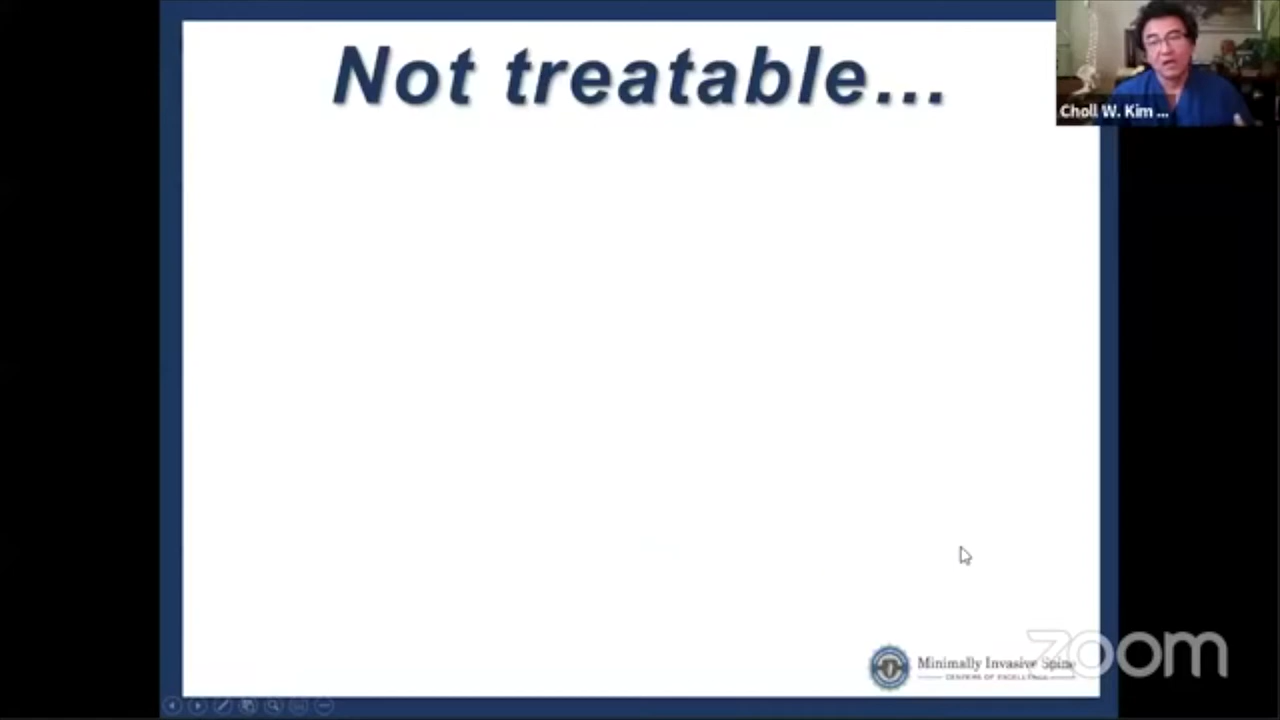 Not treatable...
Choll W. Kim ...
Minimally Invasive Spine
CENTERS OF EXCELLENCE
zoom